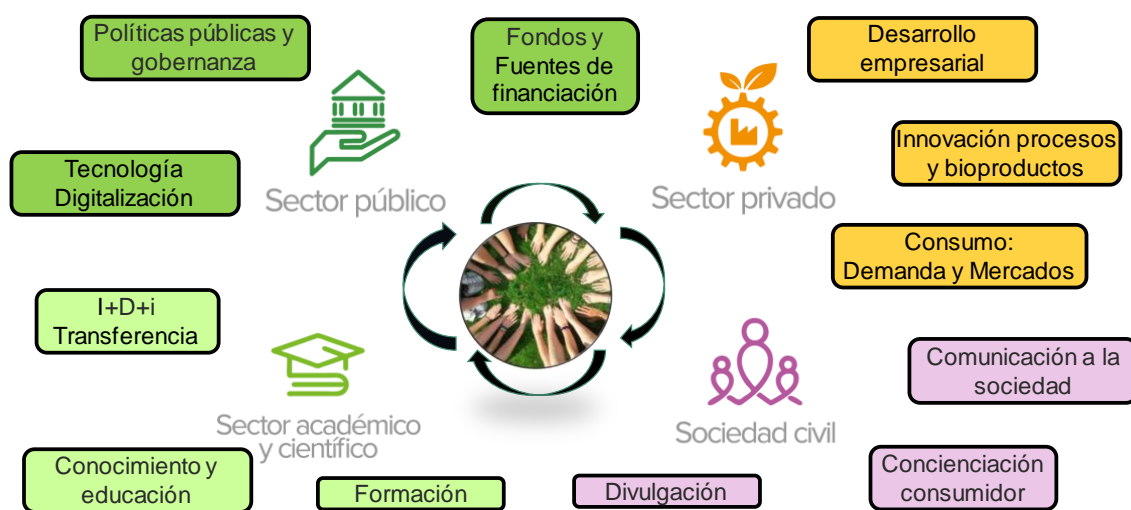 Políticas públicas y
gobernanza
Fondos y
Fuentes de
financiación
Desarrollo
empresarial
Tecnología
Digitalización
Sector público
Sector privado
Innovación procesos
y bioproductos
Consumo:
Demanda y Mercados
I+D+i
Transferencia
Sector académico
y científico
Sociedad civil
Comunicación a la
sociedad
Conocimiento y
educación
Formación
Divulgación
Concienciación
consumidor